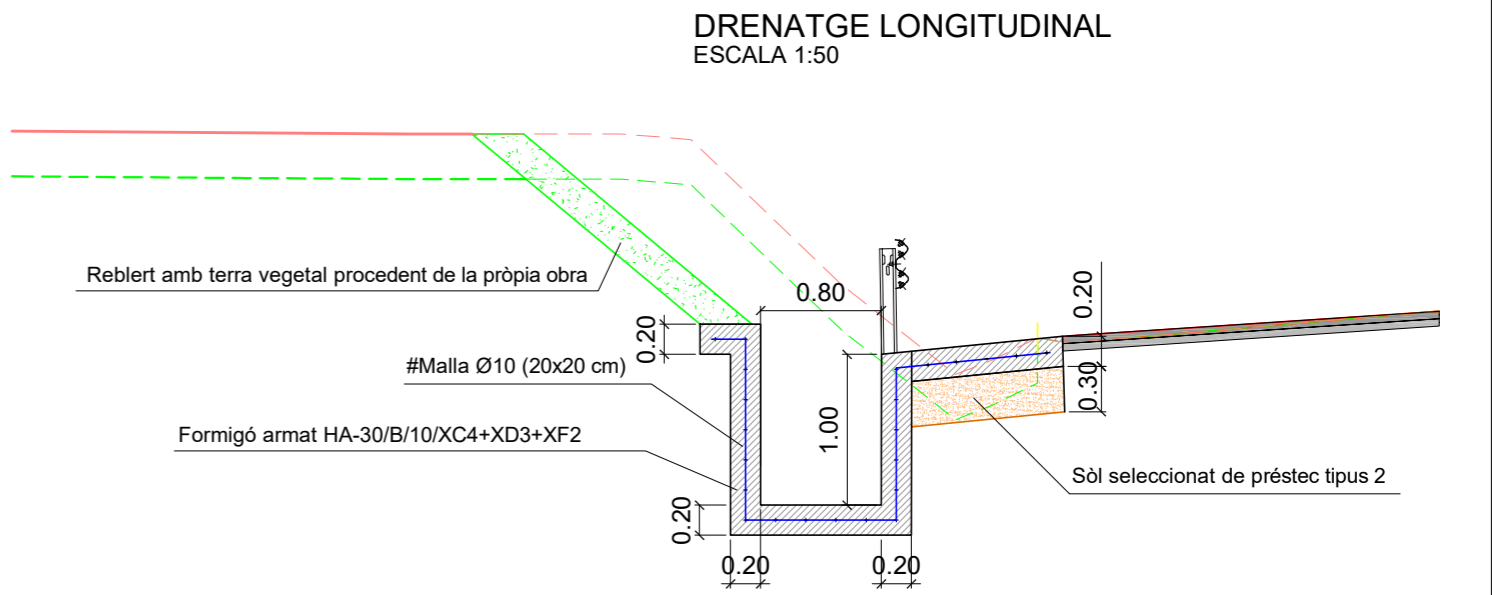 DRENATGE LONGITUDINAL
ESCALA 1:50
Reblert amb terra vegetal procedent de la pròpia obra
0.80
0.20
0.20
#Malla Ø10 (20x20 cm)
0.30
1.00
Formigó armat HA-30/B/10/XC4+XD3+XF2
Sòl seleccionat de préstec tipus 2
0.20
0.20
0.20